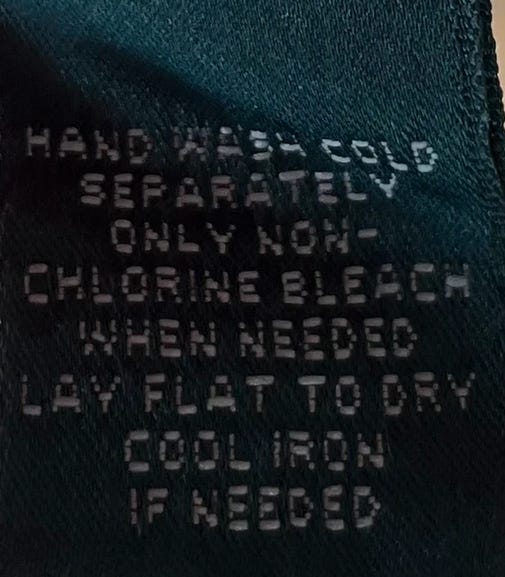 HAND WASH COLD
SEPARATELY
ONLY NON-
CHLORINE BLEACH
WHEN NEEDED
LAY FLAT TO DRY
COOL IRON
IF NEEDED